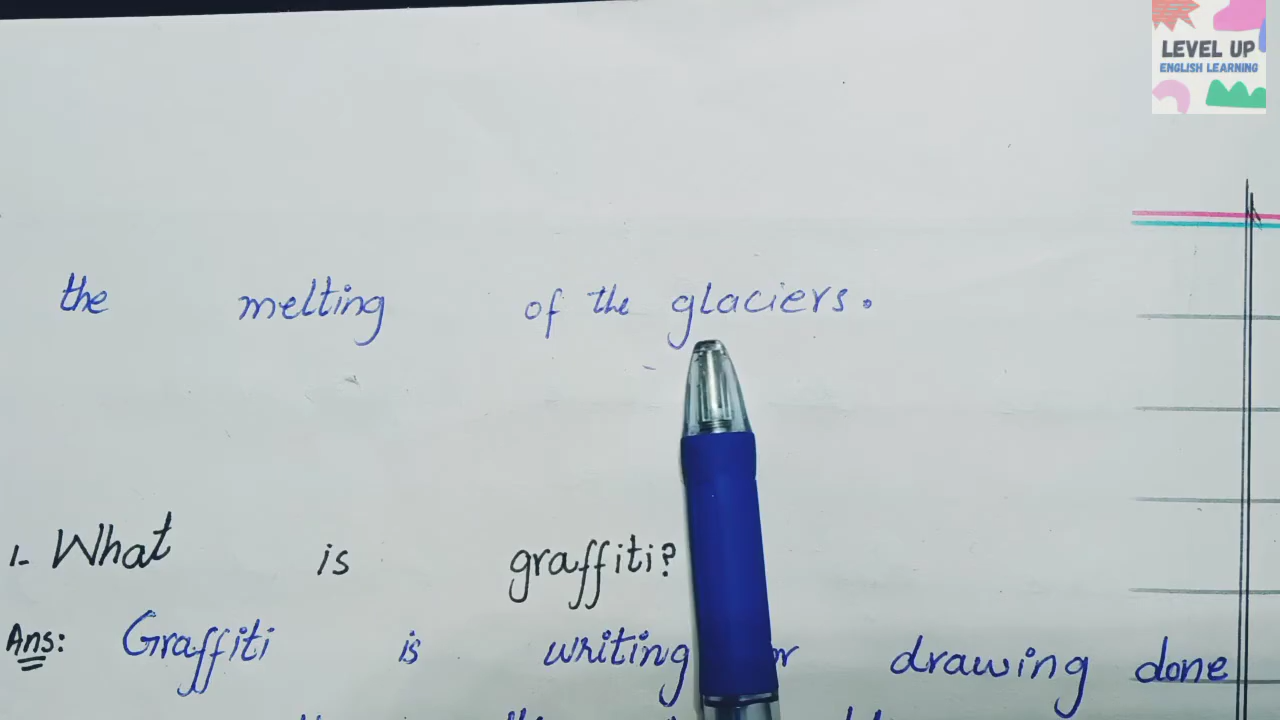 LEVEL UP
ENGLISH LEARNING
the melting of the glaciers.
1- What is graffiti?
Ans: Graffiti is writing or drawing done